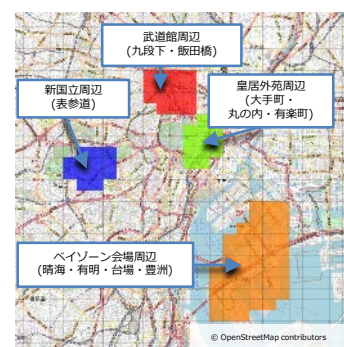 武道館周辺
(九段下・飯田橋)
新国立周辺
(表参道)
皇居外苑周辺
(大手町・
丸の内・有楽町)
ベイゾーン会場周辺
(晴海・有明・台場・豊洲)
© OpenStreetMap contributors